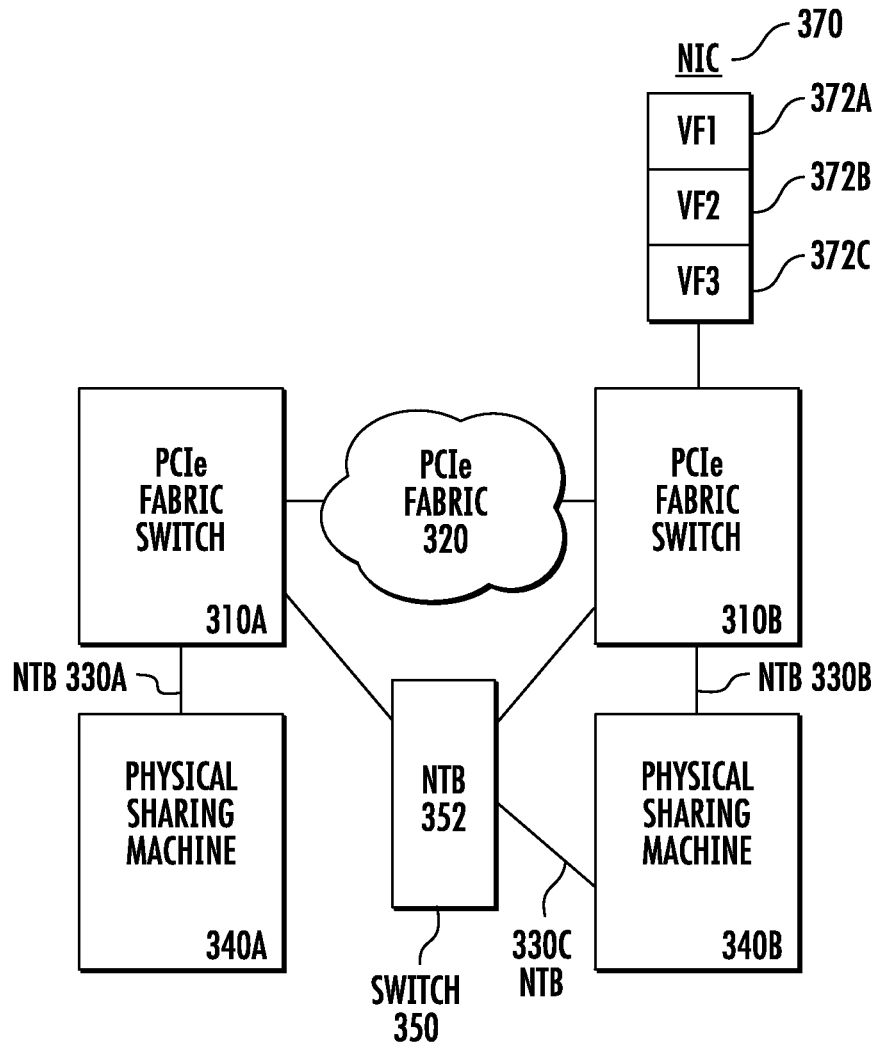 370
NIC
372A
VF1
372B
VF2
372C
VF3
PCIe
FABRIC
SWITCH
310A
PCIe
FABRIC
320
PCIe
FABRIC
SWITCH
310B
NTB 330A
NTB 330B
PHYSICAL
SHARING
MACHINE
340A
NTB
352
PHYSICAL
SHARING
MACHINE
340B
330C
NTB
SWITCH
350